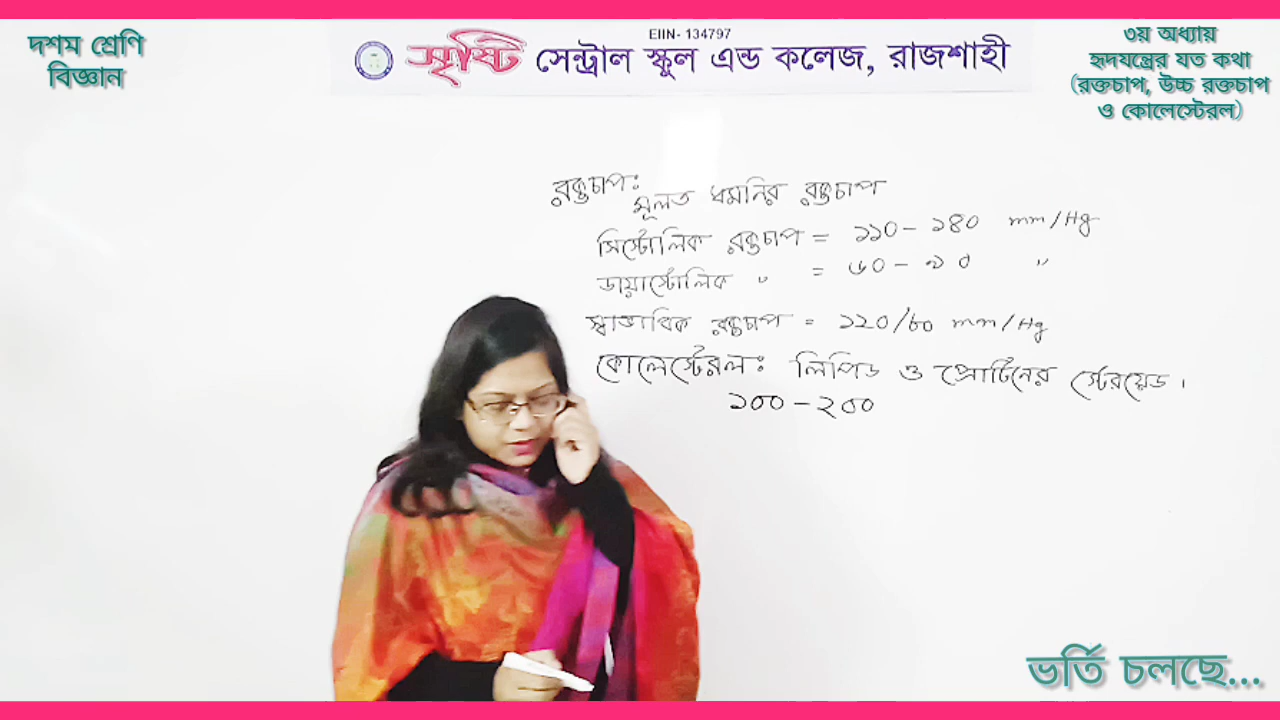 দশম শ্রেণি
বিজ্ঞান
EIIN- 134797
সৃষ্টি সেন্ট্রাল স্কুল এন্ড কলেজ, রাজশাহী
৩য় অধ্যায়
হৃদযন্ত্রের যত কথা
(রক্তচাপ, উচ্চ রক্তচাপ
ও কোলেস্টেরল)
রক্তচাপঃ
মূলত ধমনির রক্তচাপ
সিস্টোলিক রক্তচাপ = ১১০ - ১৪০ mm/Hg
ডায়াস্টোলিক " = ৬০ - ৯০ "
স্বাভাবিক রক্তচাপ = ১২০/৮০ mm/Hg
কোলেস্টেরলঃ লিপিড ও প্রোটিনের স্টেরয়েড।
১০০ - ২০০
ভর্তি চলছে...